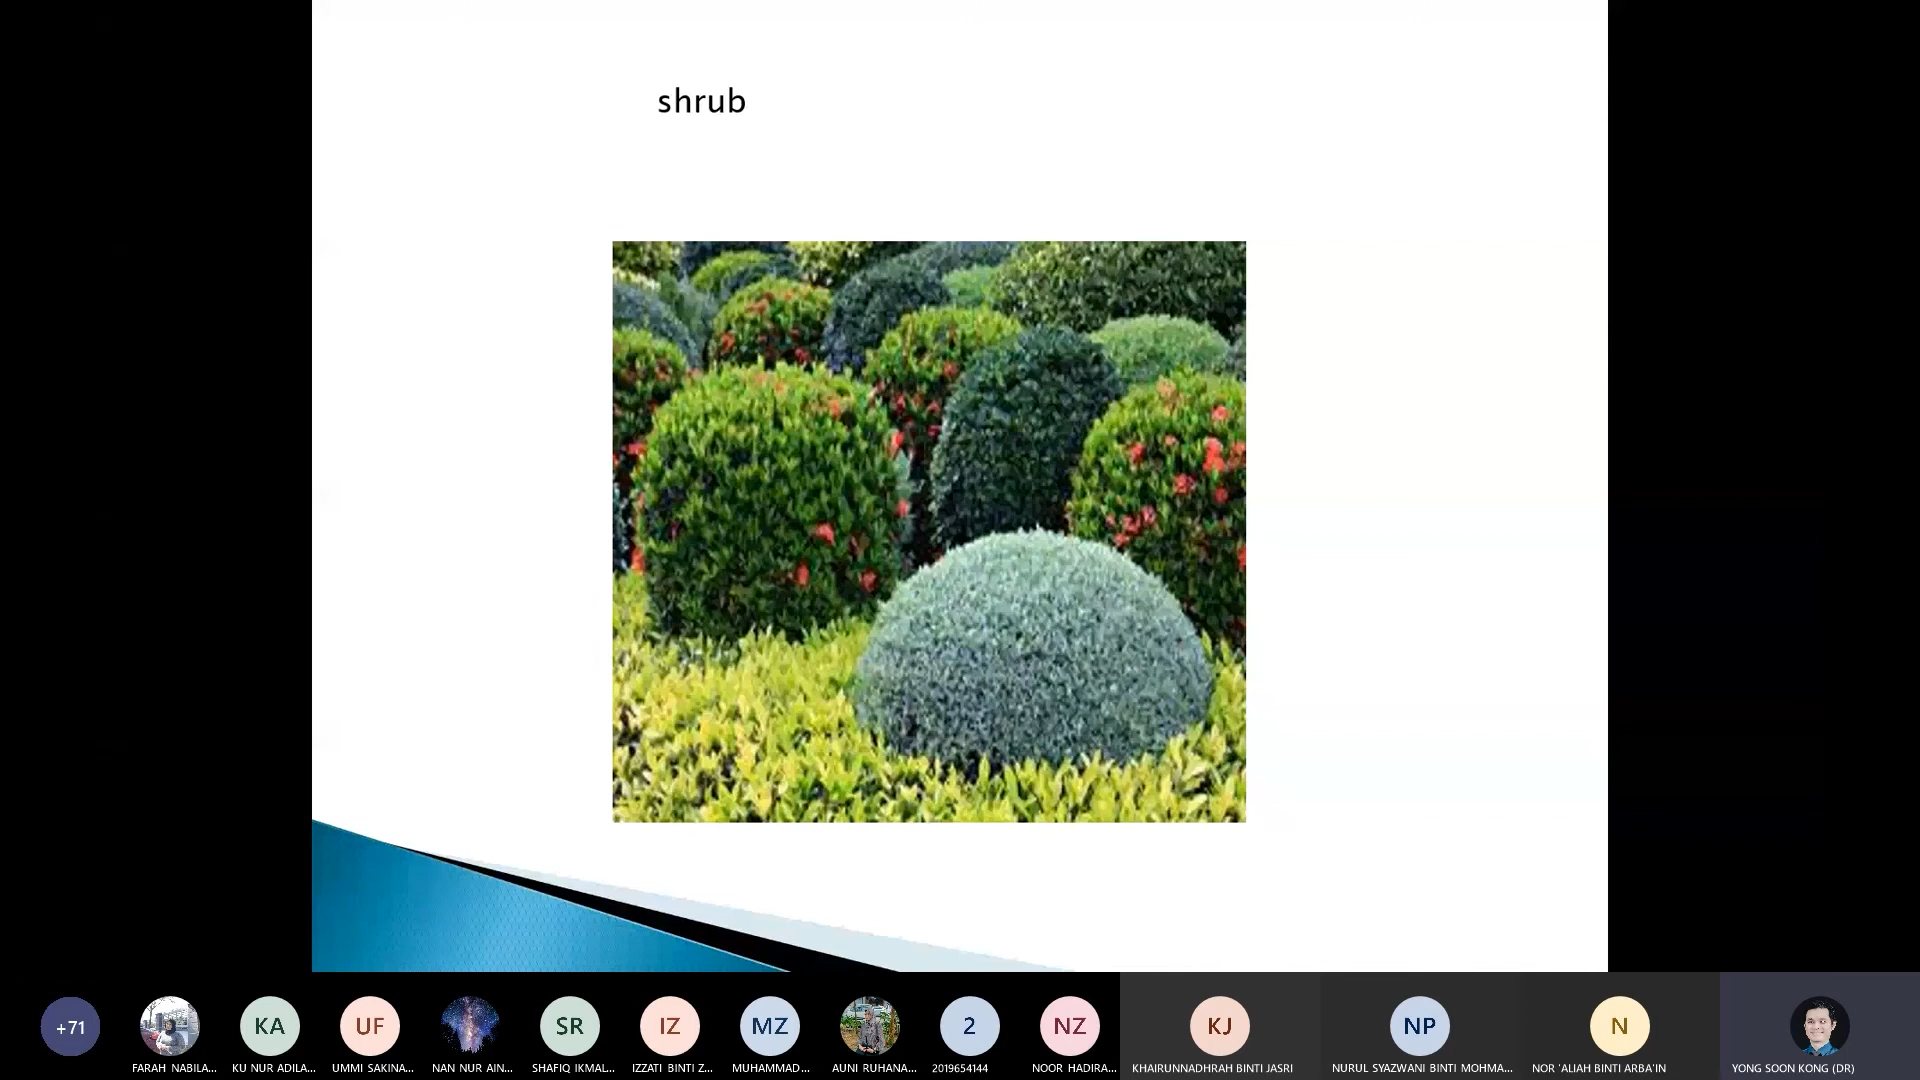 shrub
+71
KA
UF
SR
IZ
MZ
2
NZ
KJ
NP
N
FARAH NABILA...
KU NUR ADILA...
UMMI SAKINA...
NAN NUR AIN...
SHAFIQ IKMAL...
IZZATI BINTI Z...
MUHAMMAD...
AUNI RUHANA...
2019654144
NOOR HADIRA...
KHAIRUNNADHRAH BINTI JASRI
NURUL SYAZWANI BINTI MOHMA...
NOR 'ALIAH BINTI ARBA'IN
YONG SOON KONG (DR)